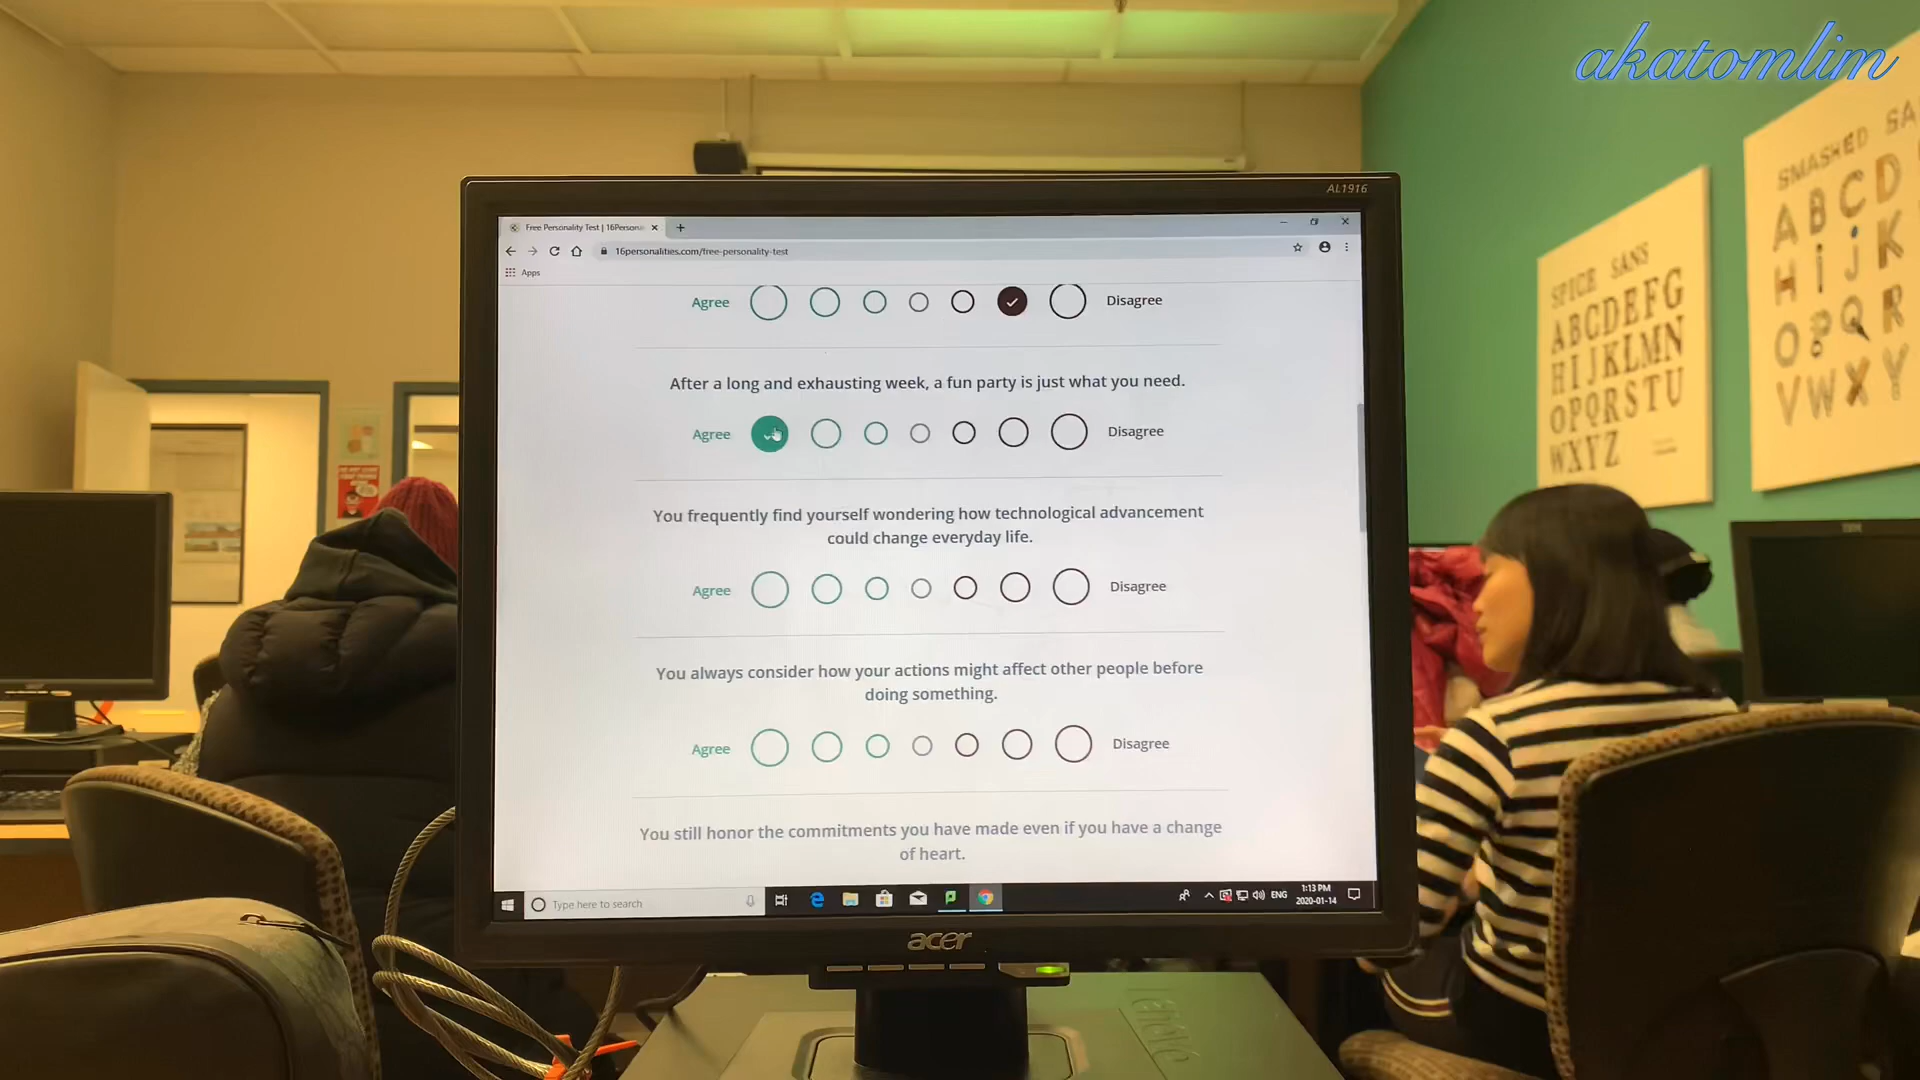 akatomlim
AL1916
Free Personality Test | 16Persona
16personalities.com/free-personality-test
Apps
Agree
Disagree
After a long and exhausting week, a fun party is just what you need.
Agree
Disagree
You frequently find yourself wondering how technological advancement
could change everyday life.
Agree
Disagree
You always consider how your actions might affect other people before
doing something.
Agree
Disagree
You still honor the commitments you have made even if you have a change
of heart.
Type here to search
ENG
1:13 PM
2020-01-14
acer
SPICE SANS
ABCDEFG
HIJKLMN
OPQRSTU
WXYZ
SMASHED SA
ABCD
HIJK
OPQR
VWXY